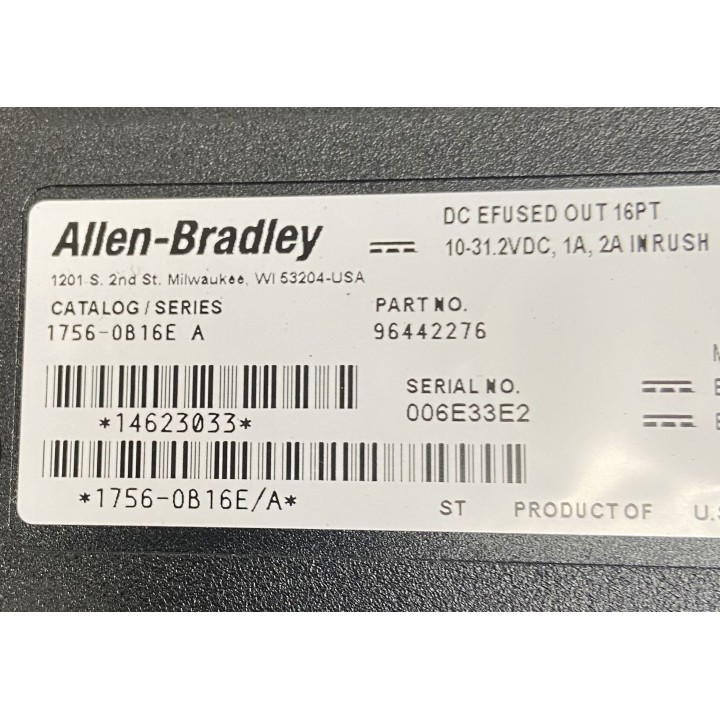 Allen-Bradley
1201 S. 2nd St. Milwaukee, WI 53204-USA
DC EFUSED OUT 16PT
10-31.2VDC, 1A, 2A INRUSH
CATALOG/SERIES
1756-OB16E A
PART NO.
96442276
SERIAL NO.
006E33E2
*14623033*
*1756-OB16E/A*
ST PRODUCT OF U.S